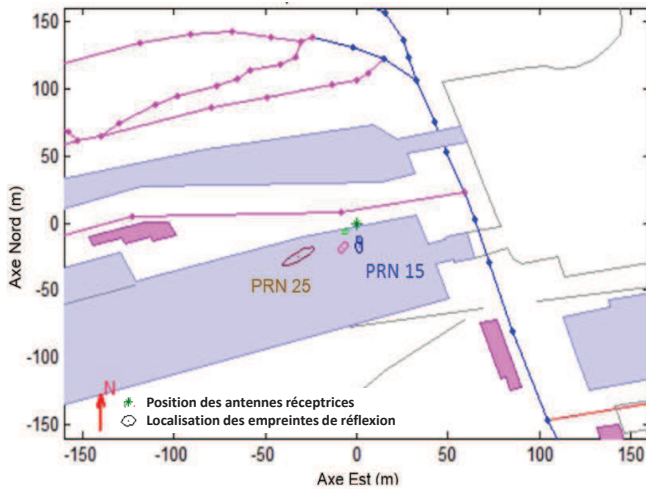 150
100
50
0
-50
-100
-150
Axe Nord (m)
PRN 25
PRN 15
N
Position des antennes réceptrices
Localisation des empreintes de réflexion
-150 -100 -50 0 50 100 150
Axe Est (m)